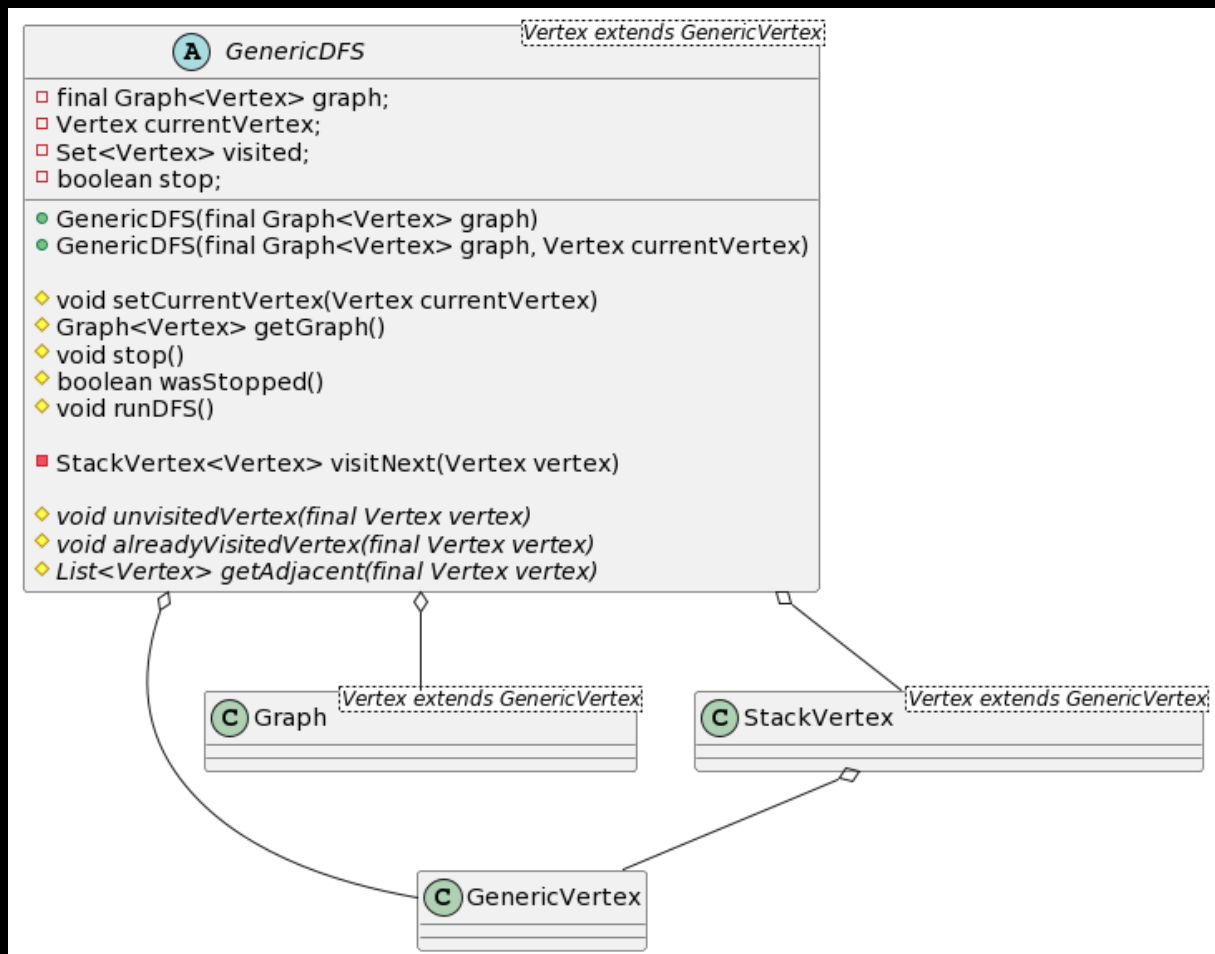 Vertex extends GenericVertex
A GenericDFS
final Graph<Vertex> graph;
Vertex currentVertex;
Set<Vertex> visited;
boolean stop;
GenericDFS(final Graph<Vertex> graph)
GenericDFS(final Graph<Vertex> graph, Vertex currentVertex)
void setCurrentVertex(Vertex currentVertex)
Graph<Vertex> getGraph()
void stop()
boolean wasStopped()
void runDFS()
StackVertex<Vertex> visitNext(Vertex vertex)
void unvisitedVertex(final Vertex vertex)
void alreadyVisitedVertex(final Vertex vertex)
List<Vertex> getAdjacent(final Vertex vertex)
Vertex extends GenericVertex
C Graph
Vertex extends GenericVertex
C StackVertex
C GenericVertex